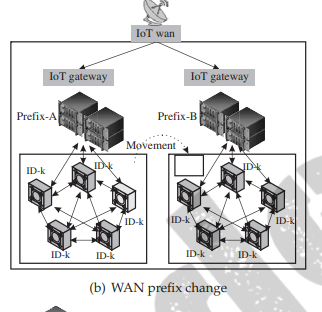 IoT wan
IoT gateway
IoT gateway
Prefix-A
Prefix-B
Movement
ID-k
ID-k
ID-k
ID-k
ID-k
ID-k
ID-k
ID-k
ID-k
ID-k
(b) WAN prefix change